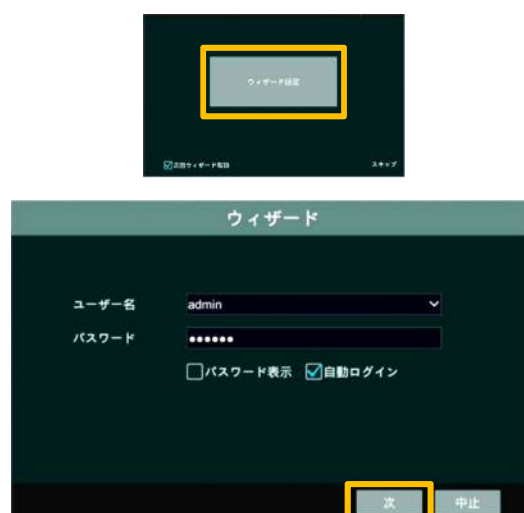 ウィザード設定
次回ウィザード有効
スキップ
ウィザード
ユーザー名
admin
パスワード
●●●●●●
パスワード表示 自動ログイン
次 中止